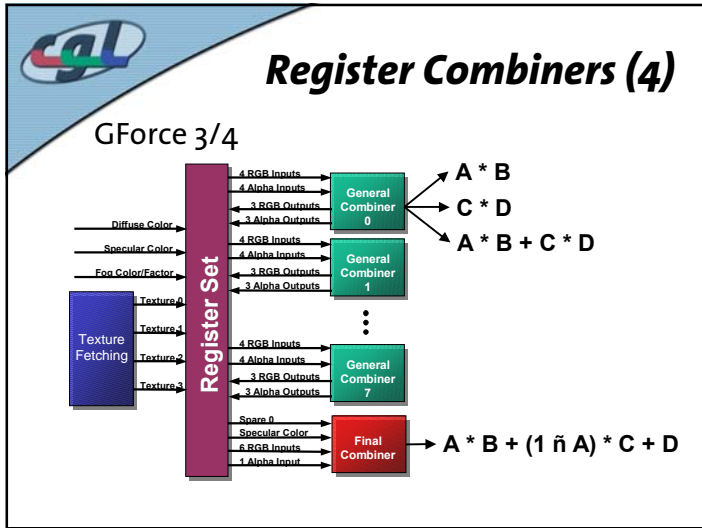 cgl
Register Combiners (4)
GForce 3/4
Diffuse Color
Specular Color
Fog Color/Factor
Texture Fetching
Texture 0
Texture 1
Texture 2
Texture 3
Register Set
4 RGB Inputs
4 Alpha Inputs
3 RGB Outputs
3 Alpha Outputs
General
Combiner
0
A * B
C * D
A * B + C * D
4 RGB Inputs
4 Alpha Inputs
3 RGB Outputs
3 Alpha Outputs
General
Combiner
1
4 RGB Inputs
4 Alpha Inputs
3 RGB Outputs
3 Alpha Outputs
General
Combiner
7
Spare 0
Specular Color
6 RGB Inputs
1 Alpha Input
Final
Combiner
A * B + (1 ñ A) * C + D